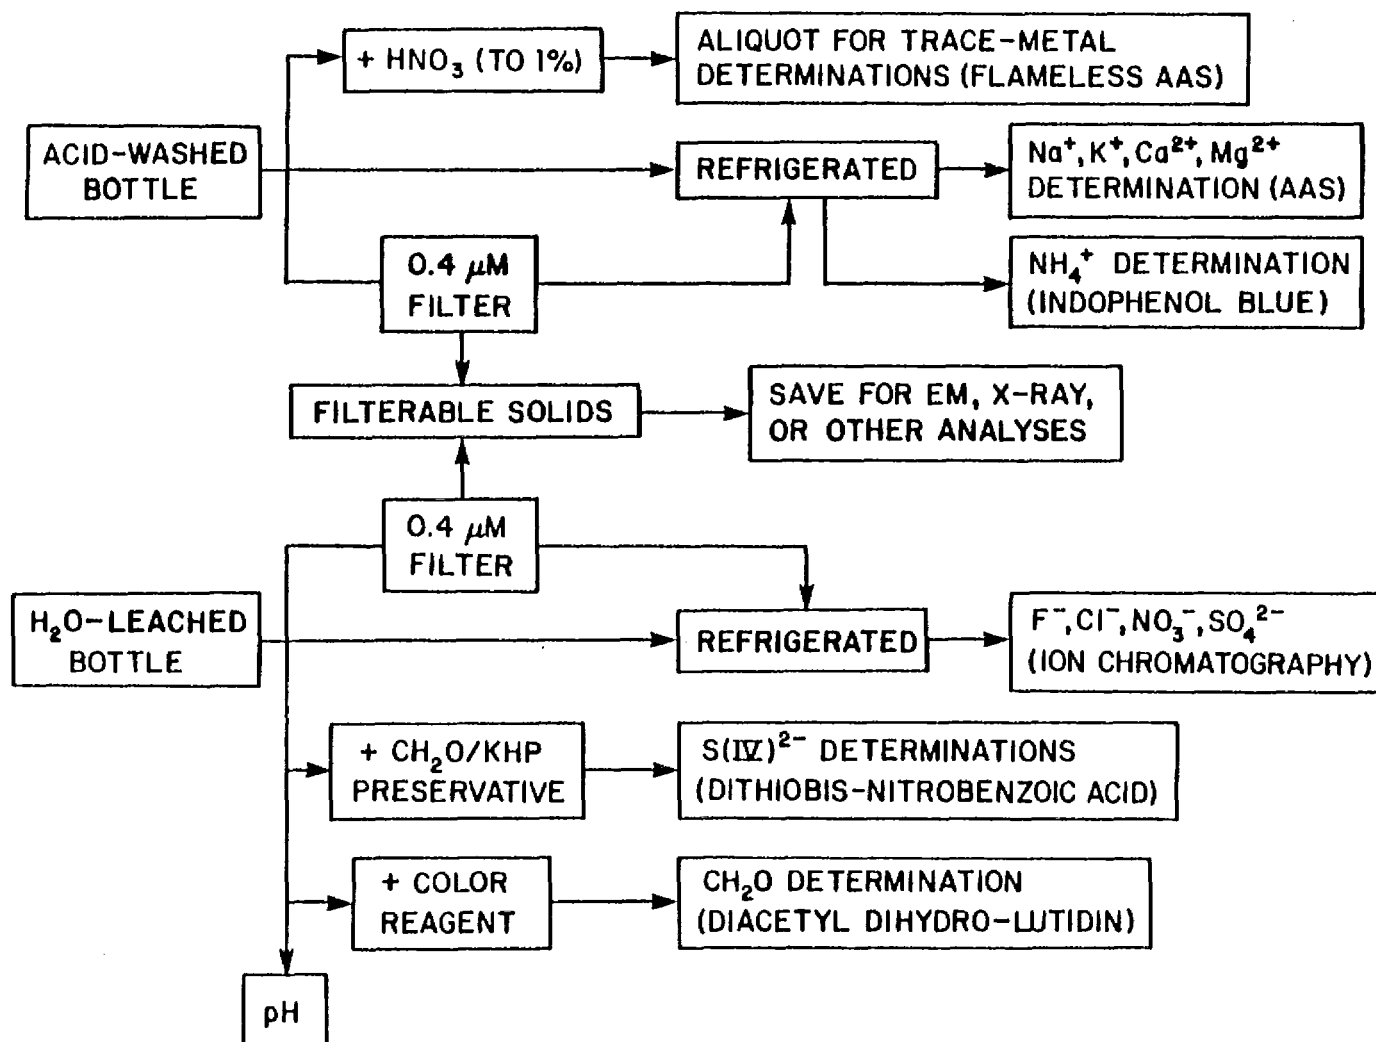 + HNO₃ (TO 1%)
ALIQUOT FOR TRACE-METAL
DETERMINATIONS (FLAMELESS AAS)
ACID-WASHED
BOTTLE
REFRIGERATED
Na⁺, K⁺, Ca²⁺, Mg²⁺
DETERMINATION (AAS)
0.4 μM
FILTER
NH₄⁺ DETERMINATION
(INDOPHENOL BLUE)
FILTERABLE SOLIDS
SAVE FOR EM, X-RAY,
OR OTHER ANALYSES
0.4 μM
FILTER
H₂O-LEACHED
BOTTLE
REFRIGERATED
F⁻, Cl⁻, NO₃⁻, SO₄²⁻
(ION CHROMATOGRAPHY)
+ CH₂O/KHP
PRESERVATIVE
S(IV)²⁻ DETERMINATIONS
(DITHIOBIS-NITROBENZOIC ACID)
+ COLOR
REAGENT
CH₂O DETERMINATION
(DIACETYL DIHYDRO-LUTIDIN)
pH